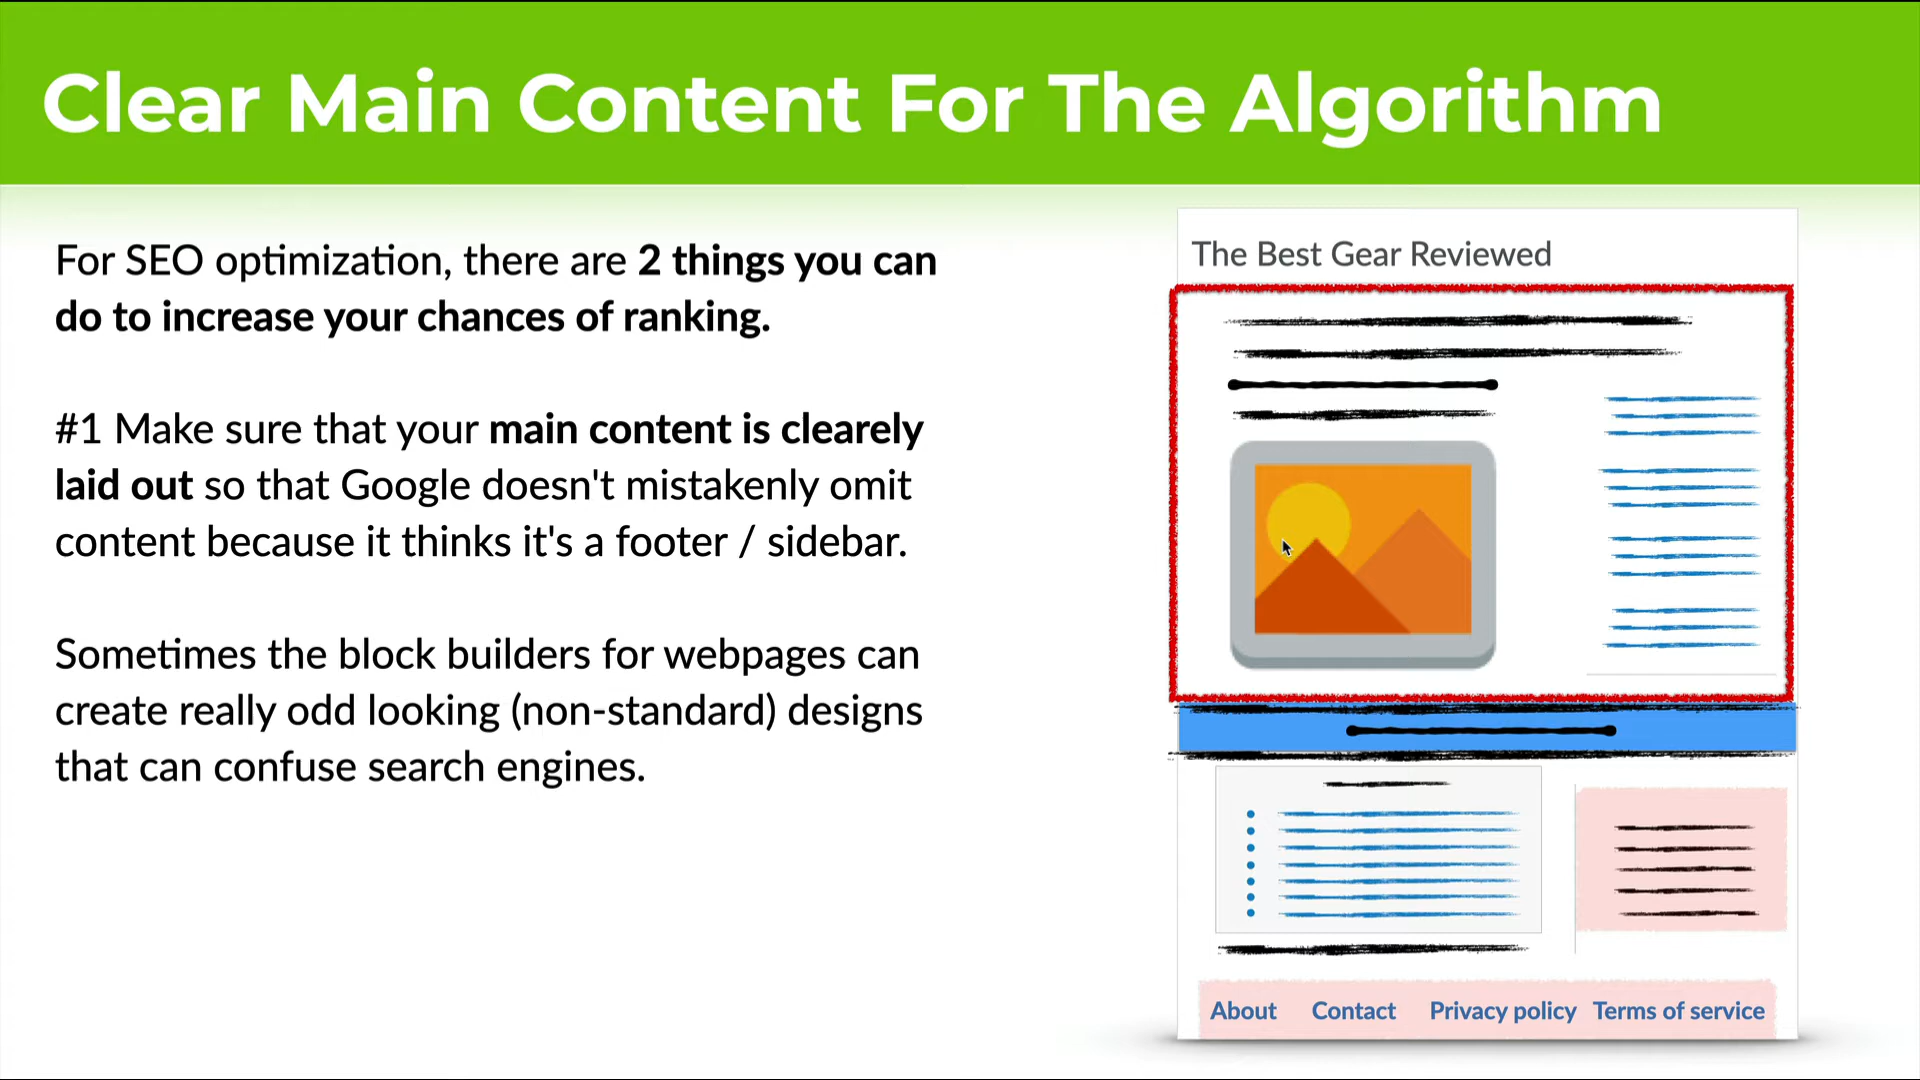 Clear Main Content For The Algorithm
For SEO optimization, there are 2 things you can
do to increase your chances of ranking.
#1 Make sure that your main content is clearely
laid out so that Google doesn't mistakenly omit
content because it thinks it's a footer / sidebar.
Sometimes the block builders for webpages can
create really odd looking (non-standard) designs
that can confuse search engines.
The Best Gear Reviewed
About Contact Privacy policy Terms of service